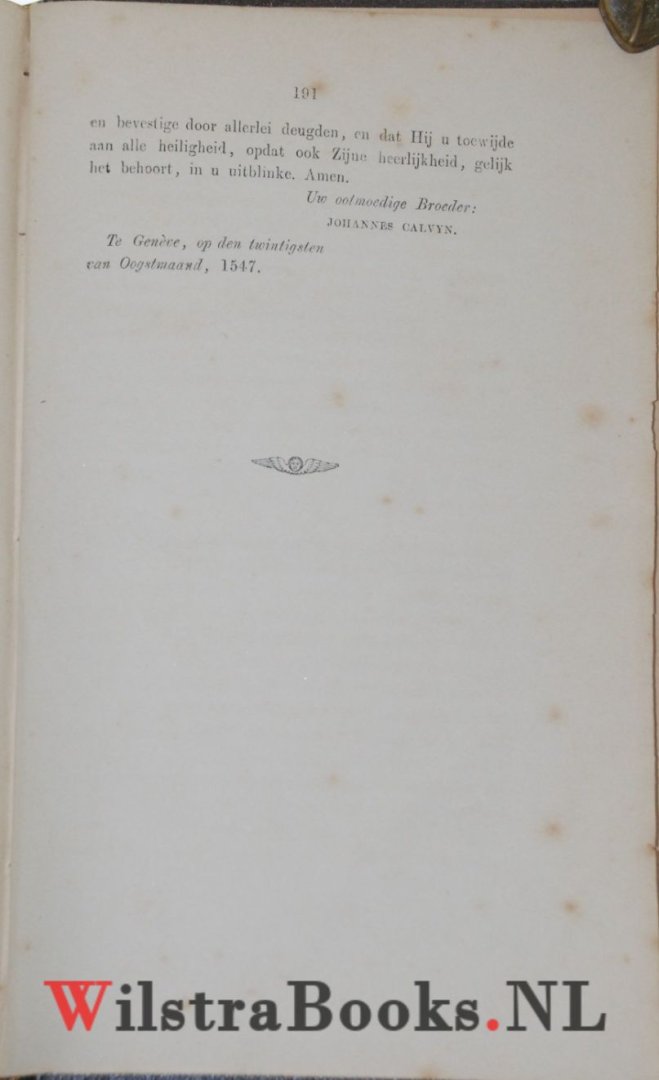 191
en bevestige door allerlei deugden, en dat Hij u toewijde
aan alle heiligheid, opdat ook Zijne heerlijkheid, gelijk
het behoort, in u uitblinke. Amen.
Uw ootmoedige Broeder:
JOHANNES CALVYN.
Te Genève, op den twintigsten
van Oogstmaand, 1547.
WilstraBooks.NL